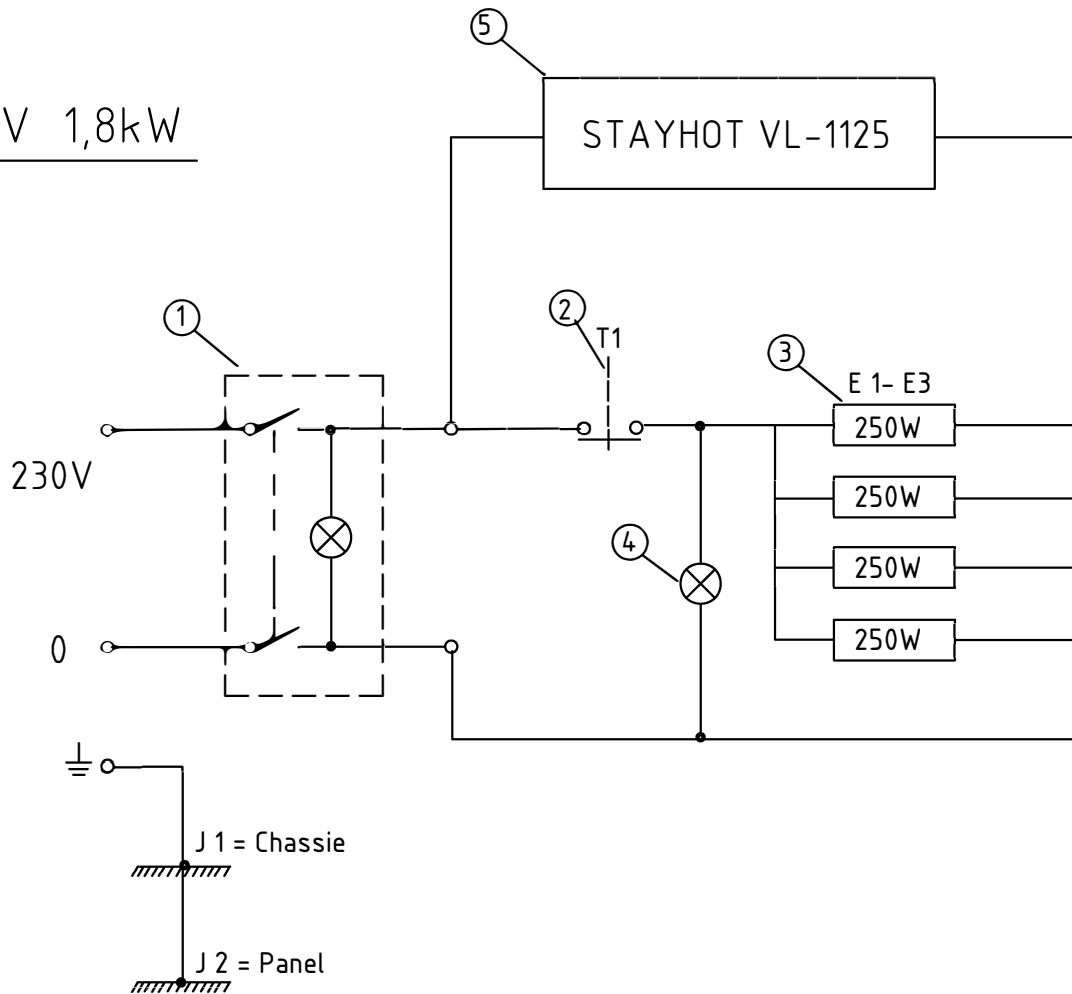 5
V 1,8kW
STAYHOT VL-1125
1
2
T1
3
E 1- E3
250W
230V
250W
4
250W
250W
0
J 1 = Chassie
J 2 = Panel